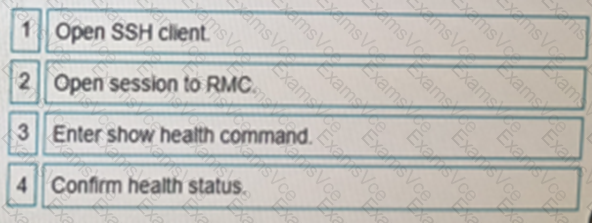 1 Open SSH client.
2 Open session to RMC.
3 Enter show health command.
4 Confirm health status.